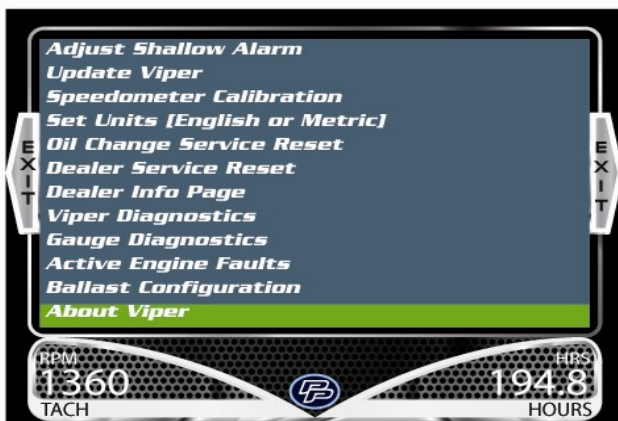 Adjust Shallow Alarm
Update Viper
Speedometer Calibration
Set Units [English or Metric]
Oil Change Service Reset
Dealer Service Reset
Dealer Info Page
Viper Diagnostics
Gauge Diagnostics
Active Engine Faults
Ballast Configuration
About Viper
EXIT
EXIT
RPM
1360
TACH
PP
HRS
194.8
HOURS